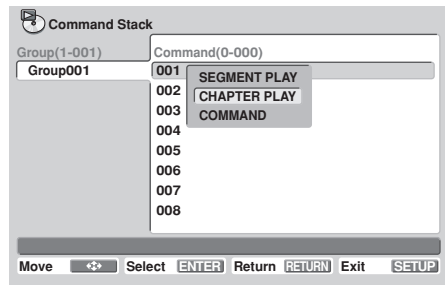 Command Stack
Group(1-001) Command(0-000)
Group001 001 SEGMENT PLAY
002 CHAPTER PLAY
003 COMMAND
004
005
006
007
008
Move Select ENTER Return RETURN Exit SETUP